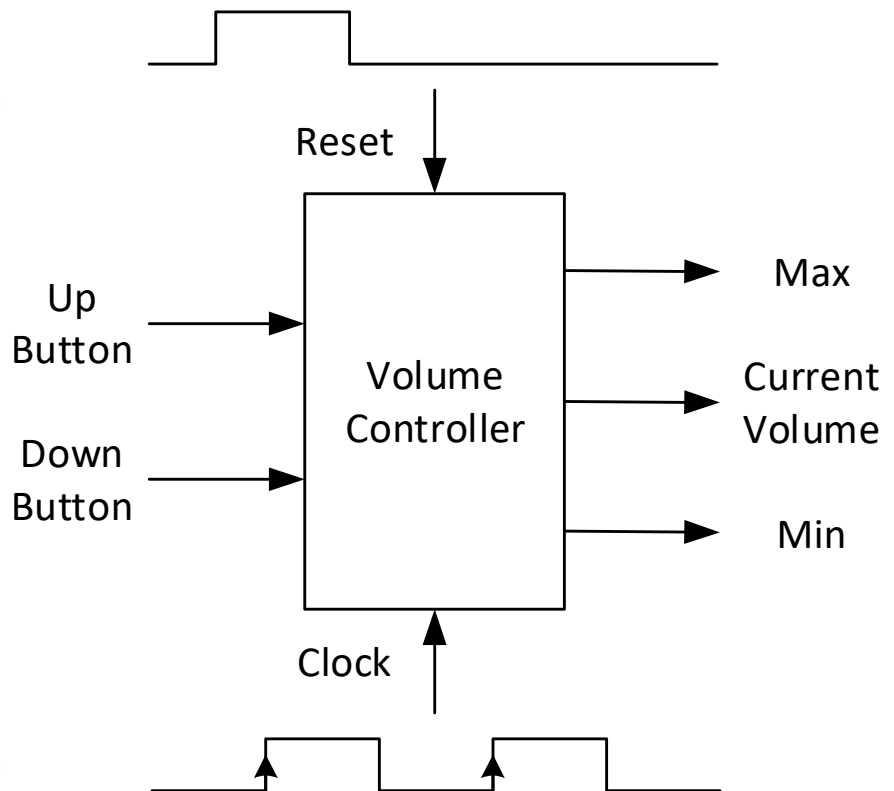 Reset
Up
Button
Down
Button
Volume
Controller
Max
Current
Volume
Min
Clock